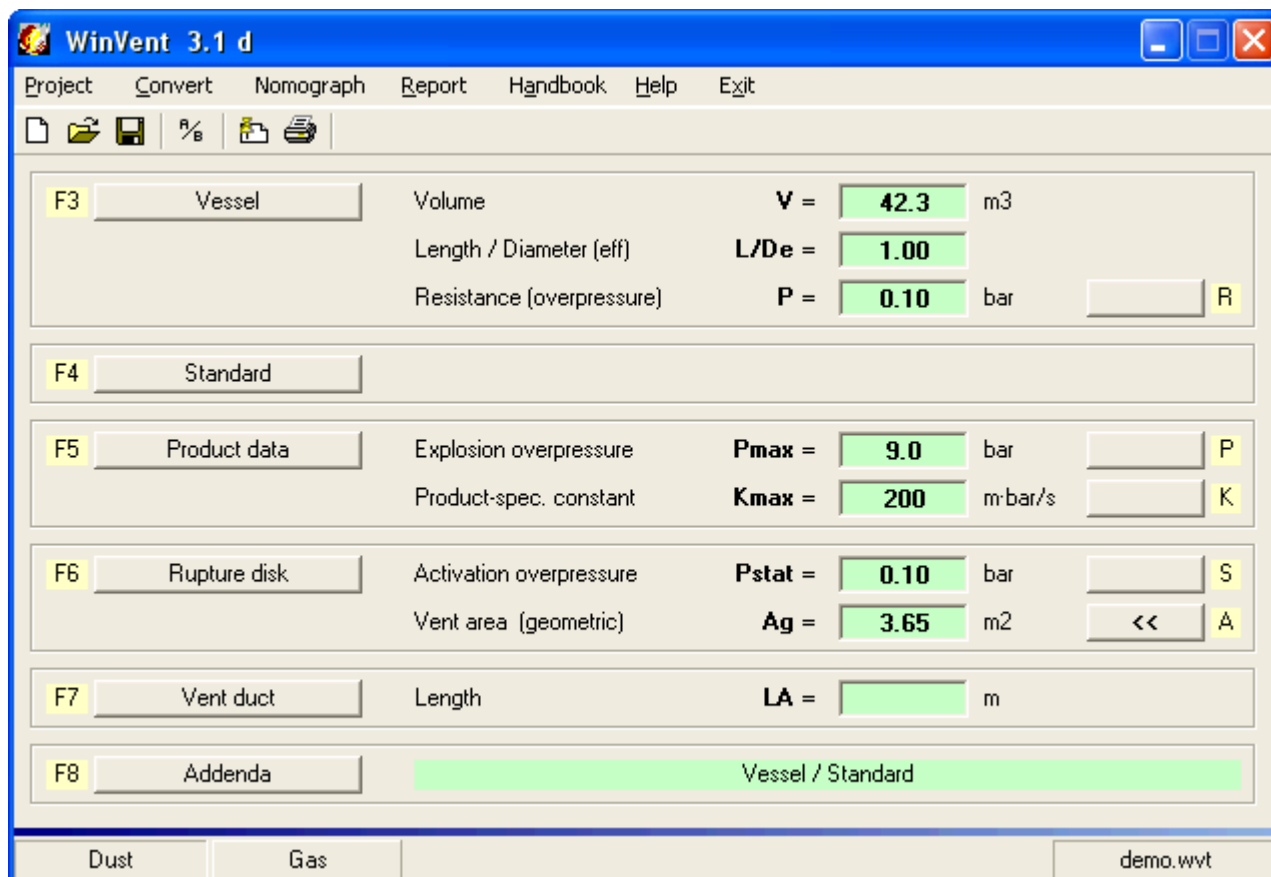 WinVent 3.1 d
Project Convert Nomograph Report Handbook Help Exit
A/B
F3 Vessel Volume V = 42.3 m3
Length / Diameter (eff) L/De = 1.00
Resistance (overpressure) P = 0.10 bar R
F4 Standard
F5 Product data Explosion overpressure Pmax = 9.0 bar P
Product-spec. constant Kmax = 200 m·bar/s K
F6 Rupture disk Activation overpressure Pstat = 0.10 bar S
Vent area (geometric) Ag = 3.65 m2 << A
F7 Vent duct Length LA = m
F8 Addenda Vessel / Standard
Dust Gas demo.wvt